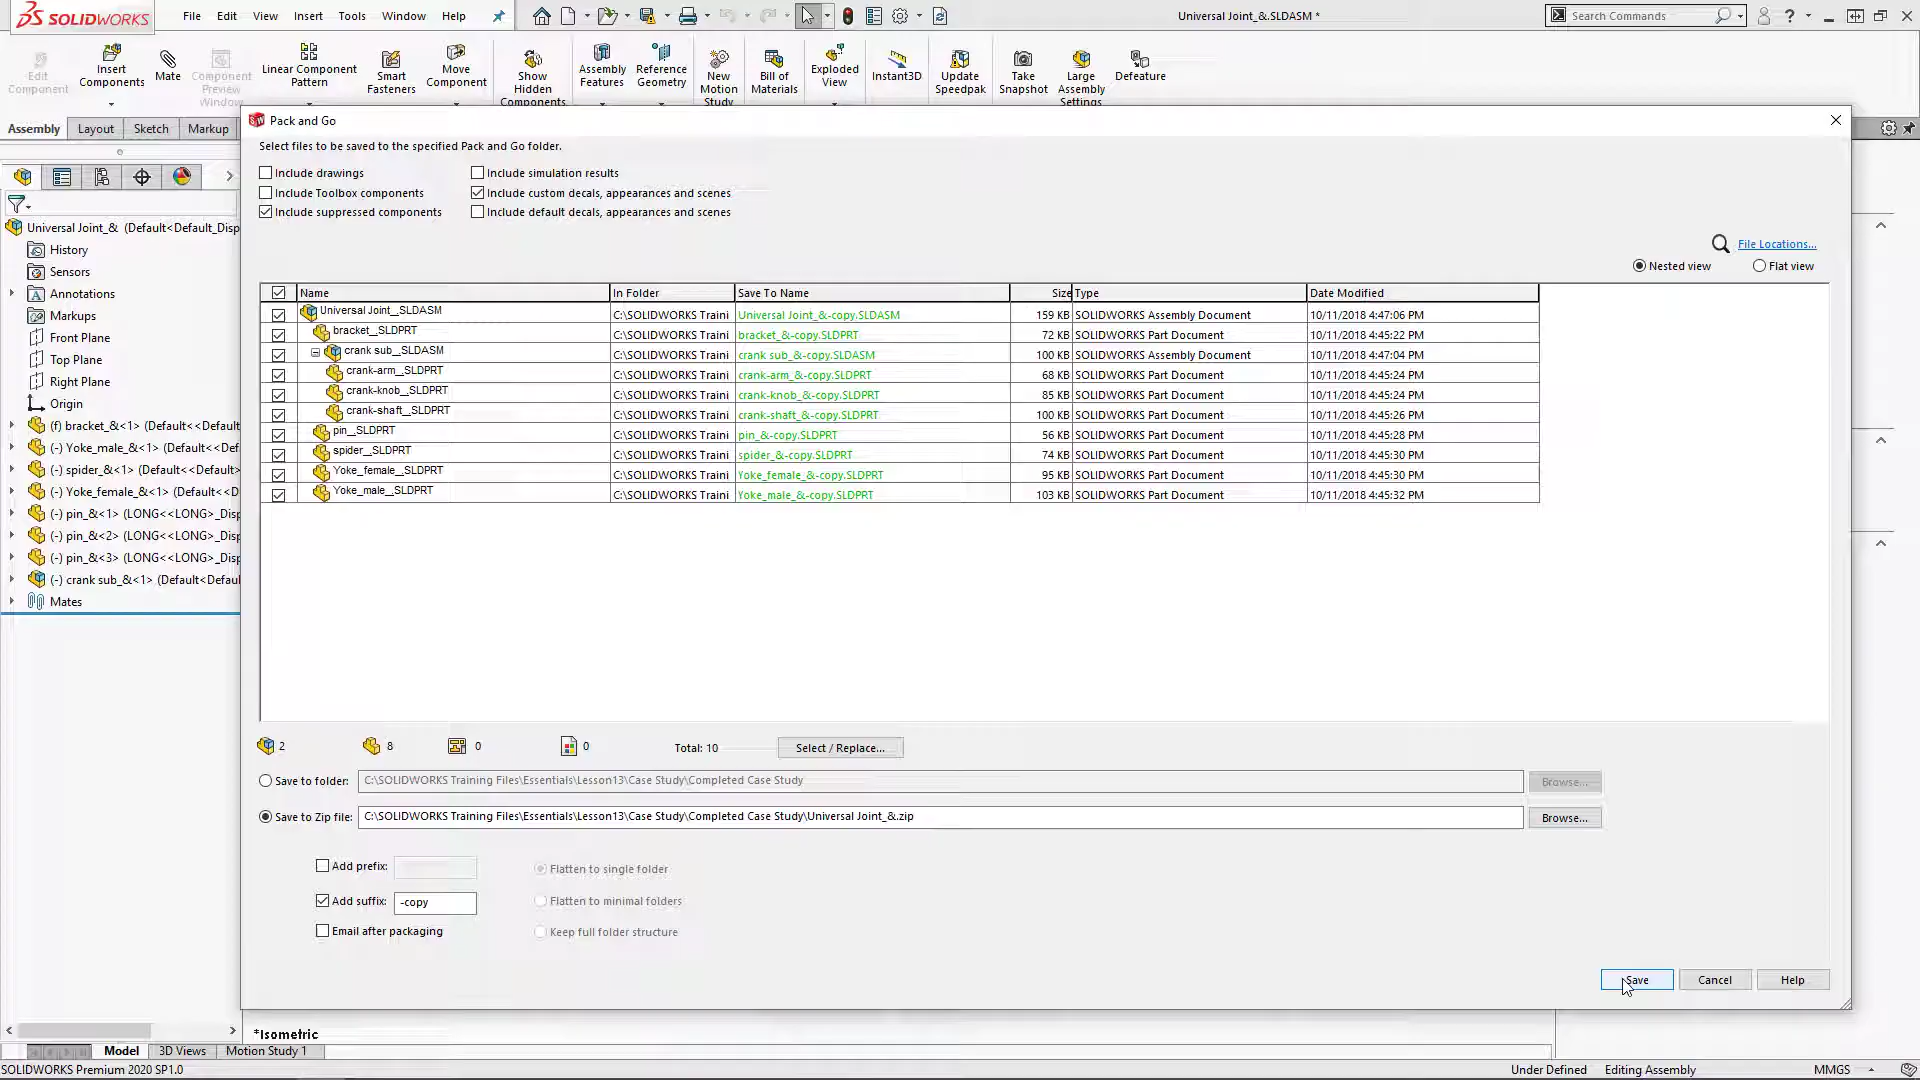 SOLIDWORKS
File Edit View Insert Tools Window Help
Universal Joint_&.SLDASM *
Search Commands
Edit Component
Insert Components
Mate
Component Preview Window
Linear Component Pattern
Smart Fasteners
Move Component
Show Hidden Components
Assembly Features
Reference Geometry
New Motion Study
Bill of Materials
Exploded View
Instant3D
Update Speedpak
Take Snapshot
Large Assembly Settings
Defeature
Assembly Layout Sketch Markup
Universal Joint_& (Default<Default_Disp
History
Sensors
Annotations
Markups
Front Plane
Top Plane
Right Plane
Origin
(f) bracket_&<1> (Default<<Default
(-) Yoke_male_&<1> (Default<<Def
(-) spider_&<1> (Default<<Default
(-) Yoke_female_&<1> (Default<<D
(-) pin_&<1> (LONG<<LONG>_Disp
(-) pin_&<2> (LONG<<LONG>_Disp
(-) pin_&<3> (LONG<<LONG>_Disp
(-) crank sub_&<1> (Default<Defau
Mates
Pack and Go
Select files to be saved to the specified Pack and Go folder.
Include drawings Include simulation results
Include Toolbox components Include custom decals, appearances and scenes
Include suppressed components Include default decals, appearances and scenes
File Locations...
Nested view Flat view
Name In Folder Save To Name Size Type Date Modified
Universal Joint__SLDASM C:\SOLIDWORKS Traini Universal Joint_&-copy.SLDASM 159 KB SOLIDWORKS Assembly Document 10/11/2018 4:47:06 PM
bracket__SLDPRT C:\SOLIDWORKS Traini bracket_&-copy.SLDPRT 72 KB SOLIDWORKS Part Document 10/11/2018 4:45:22 PM
crank sub__SLDASM C:\SOLIDWORKS Traini crank sub_&-copy.SLDASM 100 KB SOLIDWORKS Assembly Document 10/11/2018 4:47:04 PM
crank-arm__SLDPRT C:\SOLIDWORKS Traini crank-arm_&-copy.SLDPRT 68 KB SOLIDWORKS Part Document 10/11/2018 4:45:24 PM
crank-knob__SLDPRT C:\SOLIDWORKS Traini crank-knob_&-copy.SLDPRT 85 KB SOLIDWORKS Part Document 10/11/2018 4:45:24 PM
crank-shaft__SLDPRT C:\SOLIDWORKS Traini crank-shaft_&-copy.SLDPRT 100 KB SOLIDWORKS Part Document 10/11/2018 4:45:26 PM
pin__SLDPRT C:\SOLIDWORKS Traini pin_&-copy.SLDPRT 56 KB SOLIDWORKS Part Document 10/11/2018 4:45:28 PM
spider__SLDPRT C:\SOLIDWORKS Traini spider_&-copy.SLDPRT 74 KB SOLIDWORKS Part Document 10/11/2018 4:45:30 PM
Yoke_female__SLDPRT C:\SOLIDWORKS Traini Yoke_female_&-copy.SLDPRT 95 KB SOLIDWORKS Part Document 10/11/2018 4:45:30 PM
Yoke_male__SLDPRT C:\SOLIDWORKS Traini Yoke_male_&-copy.SLDPRT 103 KB SOLIDWORKS Part Document 10/11/2018 4:45:32 PM
2 8 0 0 Total: 10 Select / Replace...
Save to folder: C:\SOLIDWORKS Training Files\Essentials\Lesson13\Case Study\Completed Case Study Browse...
Save to Zip file: C:\SOLIDWORKS Training Files\Essentials\Lesson13\Case Study\Completed Case Study\Universal Joint_&.zip Browse...
Add prefix: Flatten to single folder
Add suffix: -copy Flatten to minimal folders
Email after packaging Keep full folder structure
Save Cancel Help
*Isometric
Model 3D Views Motion Study 1
SOLIDWORKS Premium 2020 SP1.0 Under Defined Editing Assembly MMGS